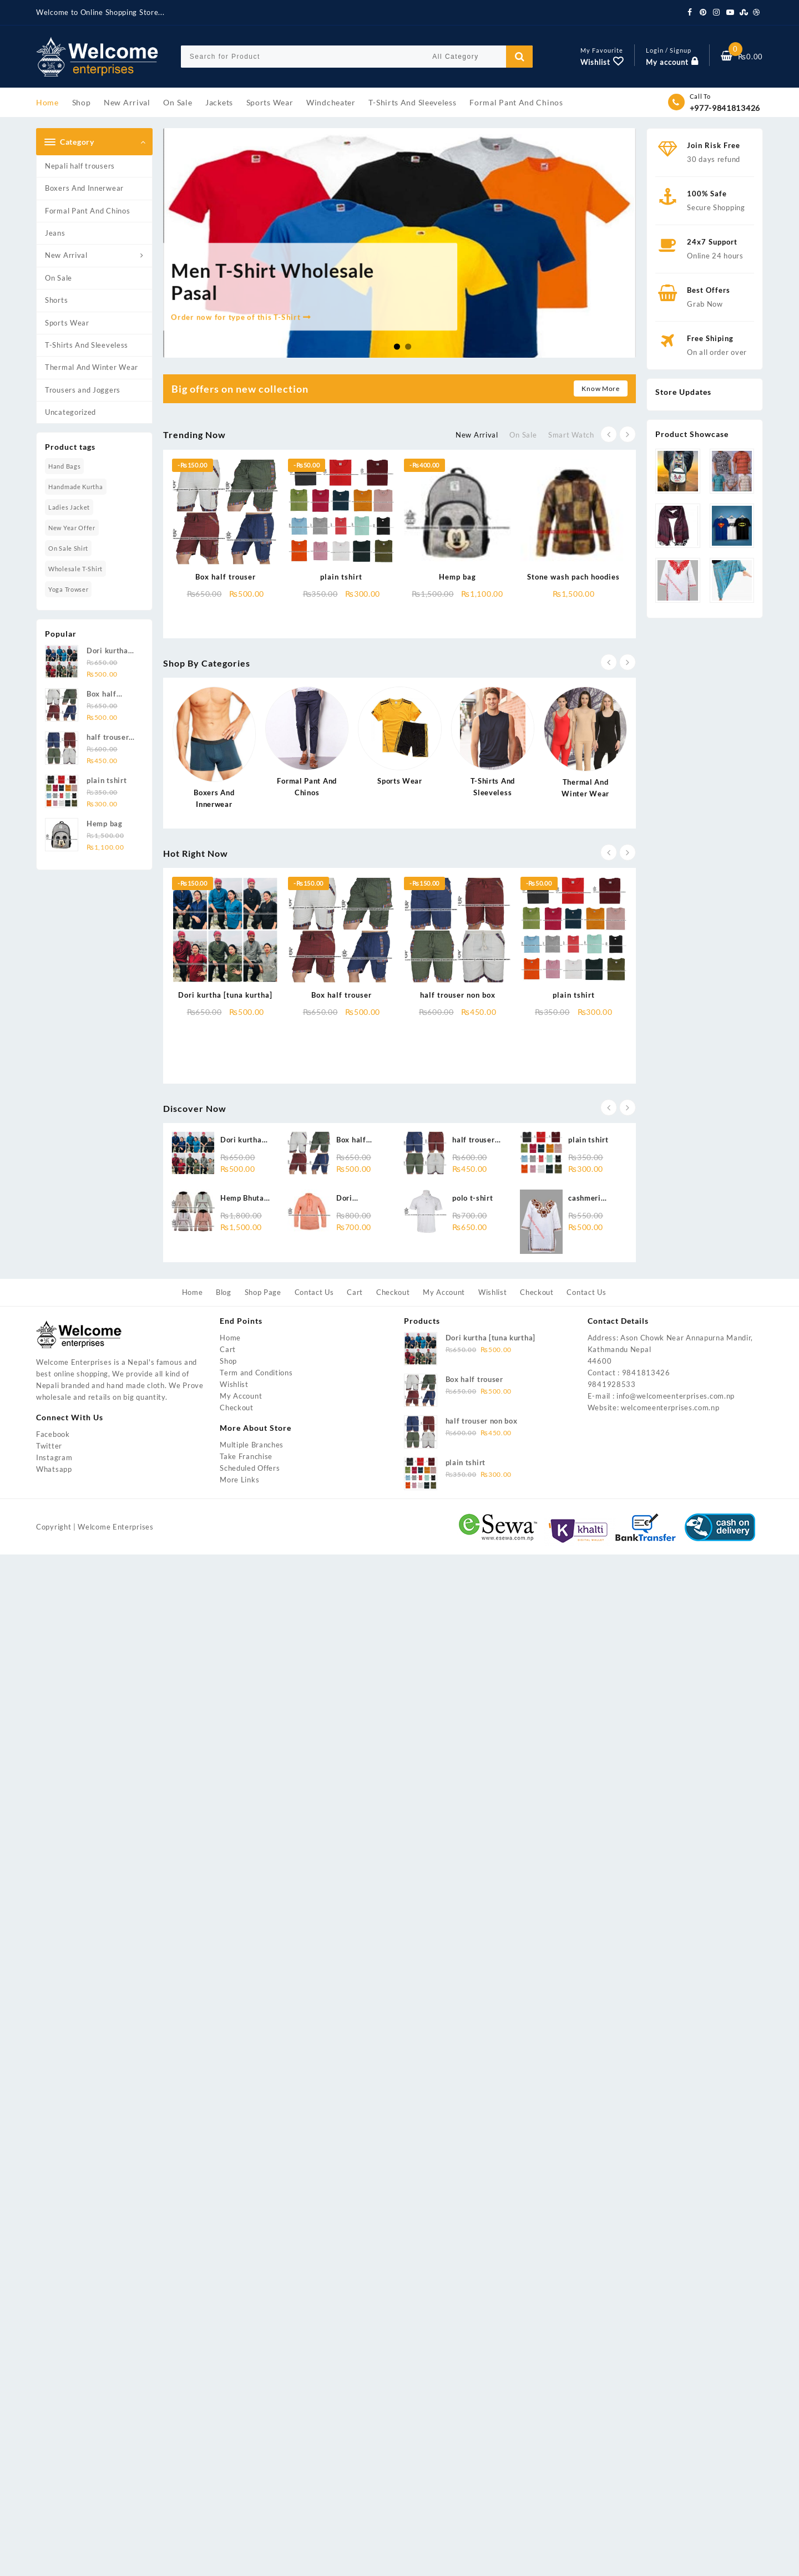 Welcome to Online Shopping Store...
Welcome
enterprises
Search for Product
All Category
My Favourite
Wishlist
Login / Signup
My account
0
₨0.00
Home
Shop
New Arrival
On Sale
Jackets
Sports Wear
Windcheater
T-Shirts And Sleeveless
Formal Pant And Chinos
Call To
+977-9841813426
Category
Nepali half trousers
Boxers And Innerwear
Formal Pant And Chinos
Jeans
New Arrival
On Sale
Shorts
Sports Wear
T-Shirts And Sleeveless
Thermal And Winter Wear
Trousers and Joggers
Uncategorized
Product tags
Hand Bags
Handmade Kurtha
Ladies Jacket
New Year Offer
On Sale Shirt
Wholesale T-Shirt
Yoga Trowser
Popular
Dori kurtha...
₨650.00
₨500.00
Box half...
₨650.00
₨500.00
half trouser...
₨600.00
₨450.00
plain tshirt
₨350.00
₨300.00
Hemp bag
₨1,500.00
₨1,100.00
Men T-Shirt Wholesale
Pasal
Order now for type of this T-Shirt
Big offers on new collection
Know More
Trending Now
New Arrival
On Sale
Smart Watch
-₨150.00
Box half trouser
₨650.00 ₨500.00
-₨50.00
plain tshirt
₨350.00 ₨300.00
-₨400.00
Hemp bag
₨1,500.00 ₨1,100.00
Stone wash pach hoodies
₨1,500.00
Shop By Categories
Boxers And
Innerwear
Formal Pant And
Chinos
Sports Wear
T-Shirts And
Sleeveless
Thermal And
Winter Wear
Hot Right Now
-₨150.00
Dori kurtha [tuna kurtha]
₨650.00 ₨500.00
-₨150.00
Box half trouser
₨650.00 ₨500.00
-₨150.00
half trouser non box
₨600.00 ₨450.00
-₨50.00
plain tshirt
₨350.00 ₨300.00
Discover Now
Dori kurtha...
₨650.00
₨500.00
Box half...
₨650.00
₨500.00
half trouser...
₨600.00
₨450.00
plain tshirt
₨350.00
₨300.00
Hemp Bhuta...
₨1,800.00
₨1,500.00
Dori...
₨800.00
₨700.00
polo t-shirt
₨700.00
₨650.00
cashmeri...
₨550.00
₨500.00
Join Risk Free
30 days refund
100% Safe
Secure Shopping
24x7 Support
Online 24 hours
Best Offers
Grab Now
Free Shiping
On all order over
Store Updates
Product Showcase
Home
Blog
Shop Page
Contact Us
Cart
Checkout
My Account
Wishlist
Checkout
Contact Us
Welcome
enterprises
Welcome Enterprises is a Nepal's famous and
best online shopping. We provide all kind of
Nepali branded and hand made cloth. We Prove
wholesale and retails on big quantity.
Connect With Us
Facebook
Twitter
Instagram
Whatsapp
End Points
Home
Cart
Shop
Term and Conditions
Wishlist
My Account
Checkout
More About Store
Multiple Branches
Take Franchise
Scheduled Offers
More Links
Products
Dori kurtha [tuna kurtha]
₨650.00 ₨500.00
Box half trouser
₨650.00 ₨500.00
half trouser non box
₨600.00 ₨450.00
plain tshirt
₨350.00 ₨300.00
Contact Details
Address: Ason Chowk Near Annapurna Mandir,
Kathmandu Nepal
44600
Contact : 9841813426
9841928533
E-mail : info@welcomeenterprises.com.np
Website: welcomeenterprises.com.np
Copyright | Welcome Enterprises
eSewa™
www.esewa.com.np
khalti
BankTransfer
cash on
delivery